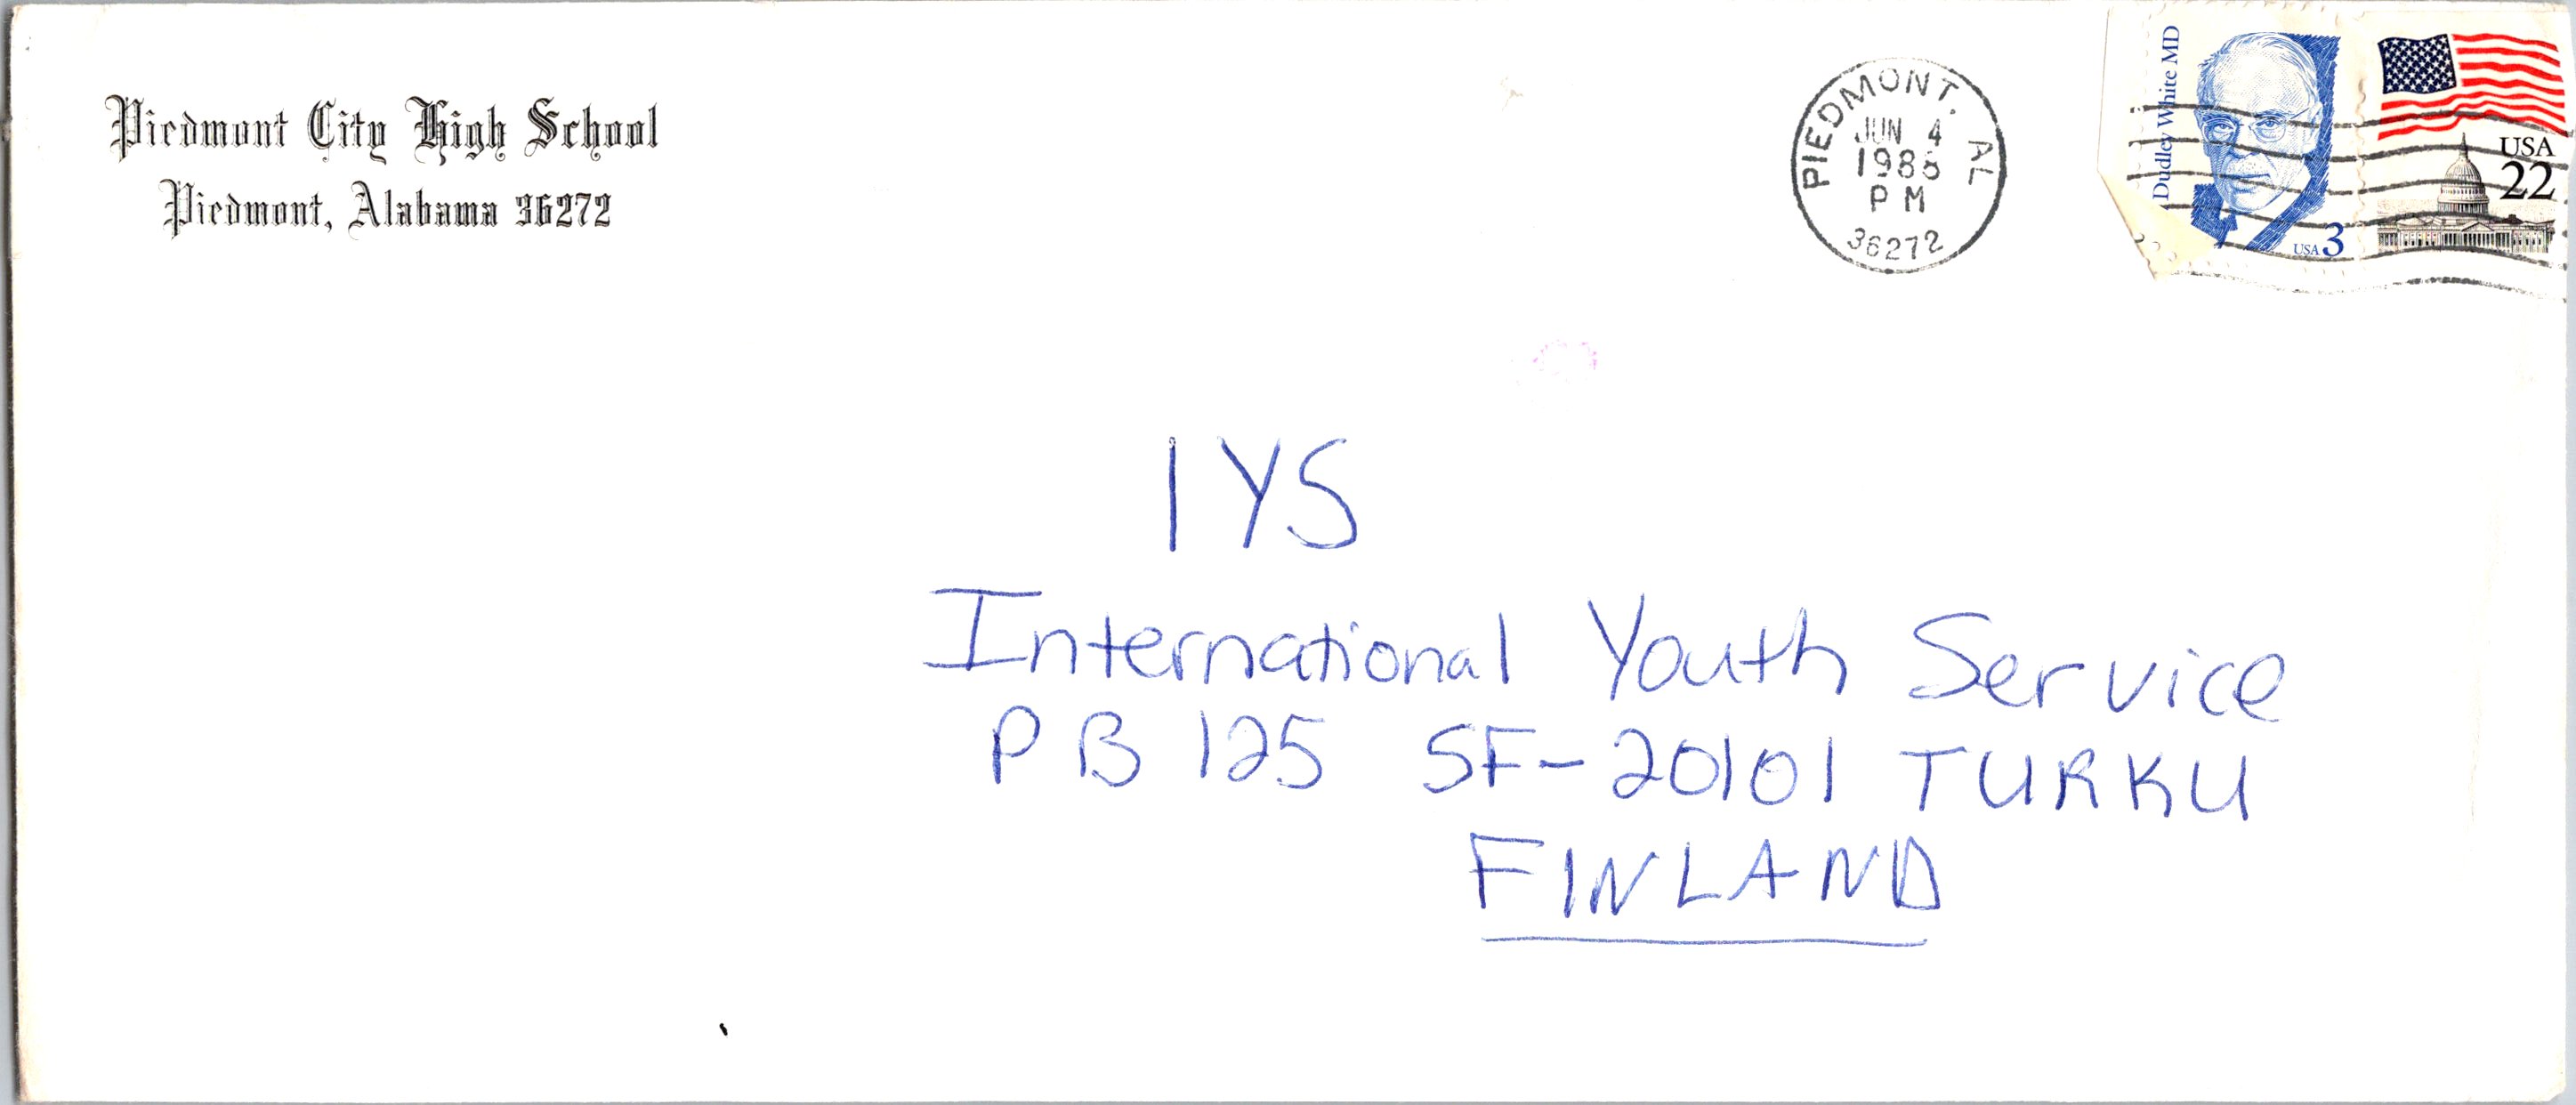 Piedmont City High School
Piedmont, Alabama 36272
PIEDMONT, AL
JUN 4
PM
36272
Dudley White MD
USA 3
USA
22
IYS
International Youth Service
PB 125 SF-20101 TURKU
FINLAND